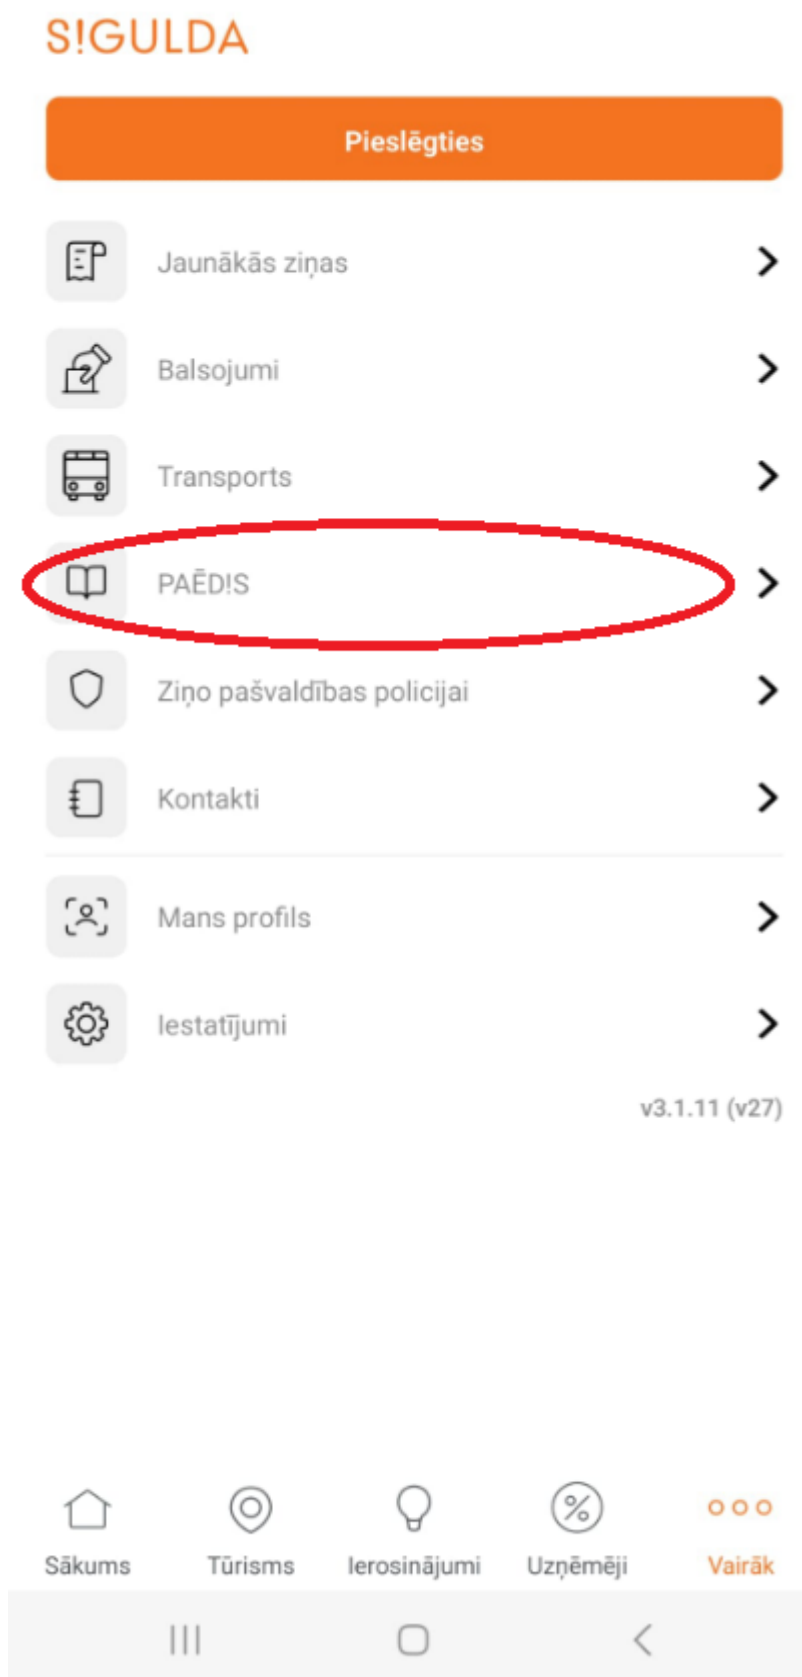 S!GULDA
Pieslēgties
Jaunākās ziņas
Balsojumi
Transports
PAĒD!S
Ziņo pašvaldības policijai
Kontakti
Mans profils
Iestatījumi
v3.1.11 (v27)
Sākums Tūrisms Ierosinājumi Uzņēmēji Vairāk